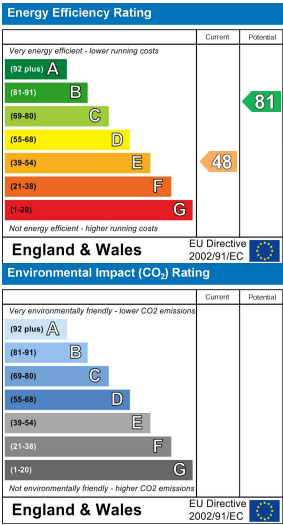 Energy Efficiency Rating
Current Potential
Very energy efficient - lower running costs
(92 plus) A
(81-91) B
81
(69-80) C
(55-68) D
(39-54) E
48
(21-38) F
(1-20) G
Not energy efficient - higher running costs
England & Wales
EU Directive
2002/91/EC
Environmental Impact (CO2) Rating
Current Potential
Very environmentally friendly - lower CO2 emissions
(92 plus) A
(81-91) B
(69-80) C
(55-68) D
(39-54) E
(21-38) F
(1-20) G
Not environmentally friendly - higher CO2 emissions
England & Wales
EU Directive
2002/91/EC